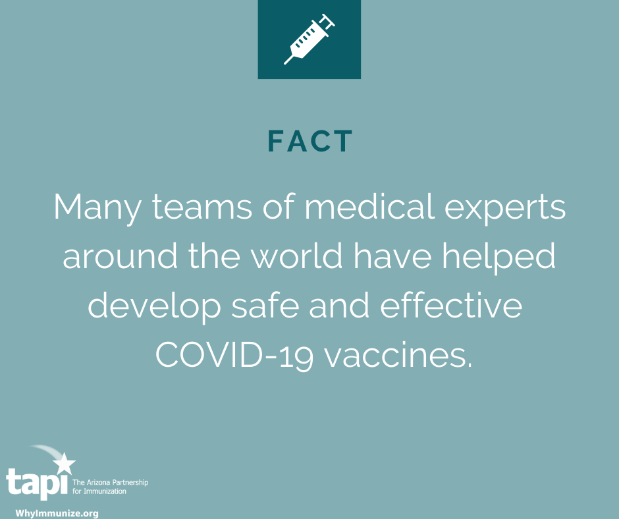 FACT
Many teams of medical experts
around the world have helped
develop safe and effective
COVID-19 vaccines.
tapi
The Arizona Partnership
for Immunization
WhyImmunize.org